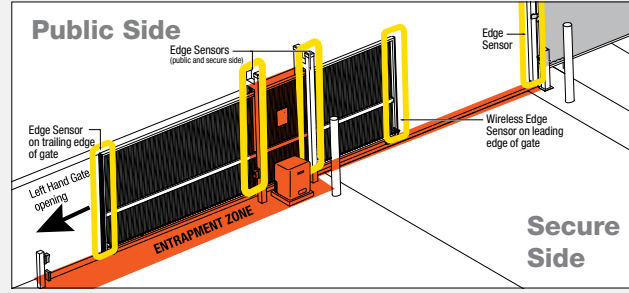 Public Side
Edge Sensors
(public and secure side)
Edge
Sensor
Edge Sensor
on trailing edge
of gate
Wireless Edge
Sensor on leading
edge of gate
Left Hand Gate
opening
ENTRAPMENT ZONE
Secure
Side